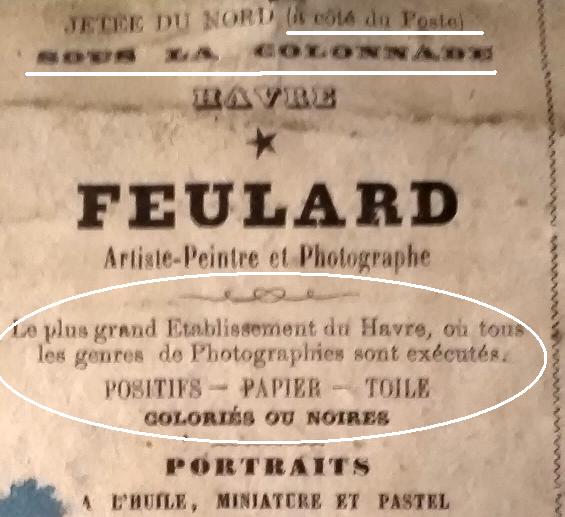 JETÉE DU NORD (à côté du Poste)
SOUS LA COLONNADE
HAVRE
FEULARD
Artiste-Peintre et Photographe
Le plus grand Etablissement du Havre, où tous
les genres de Photographies sont exécutés.
POSITIFS — PAPIER — TOILE
COLORIÉS OU NOIRES
PORTRAITS
A L'HUILE, MINIATURE ET PASTEL